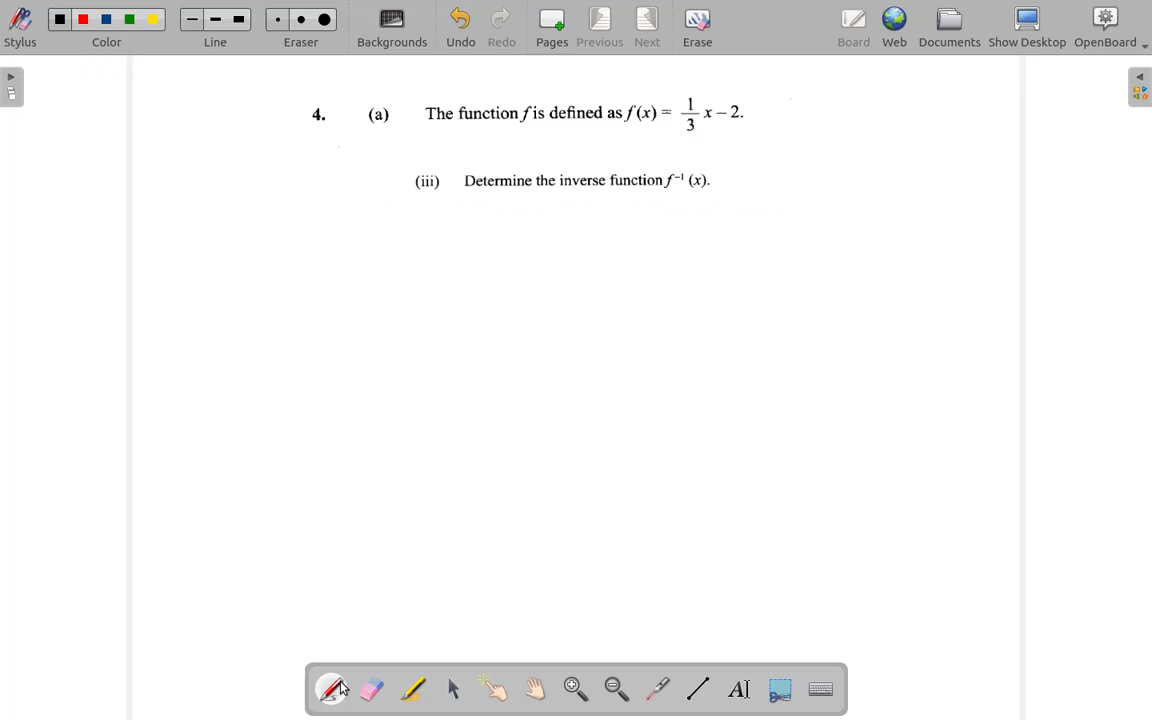 Stylus Color Line Eraser Backgrounds Undo Redo Pages Previous Next Erase Board Web Documents Show Desktop OpenBoard
4. (a) The function f is defined as f(x) = 1/3 x – 2.
(iii) Determine the inverse function f⁻¹ (x).
AI